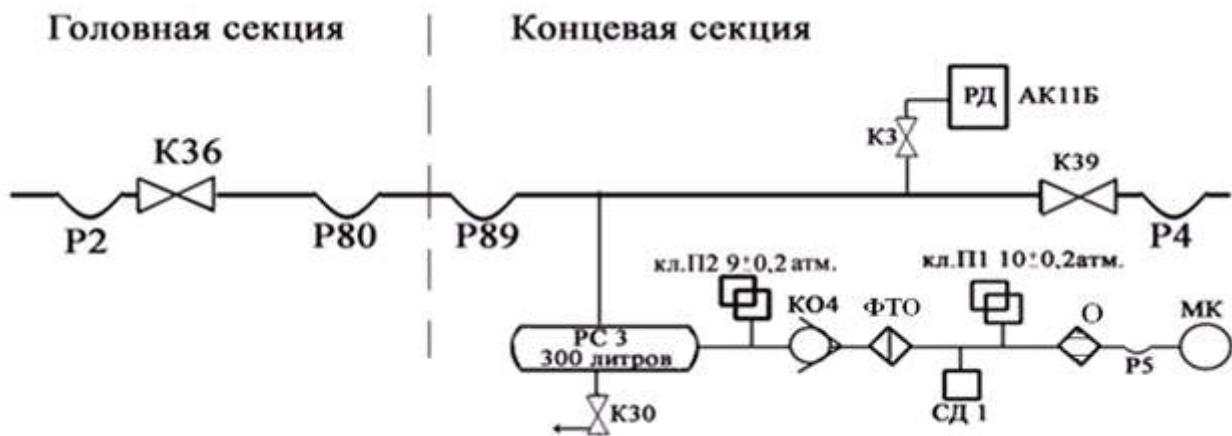 Головная секция
Концевая секция
РД
АК11Б
К3
К36
К39
Р2
Р80
Р89
Р4
кл.П2 9±0,2 атм.
кл.П1 10±0,2атм.
КО4
ФТО
О
МК
РС 3
300 литров
Р5
К30
СД 1